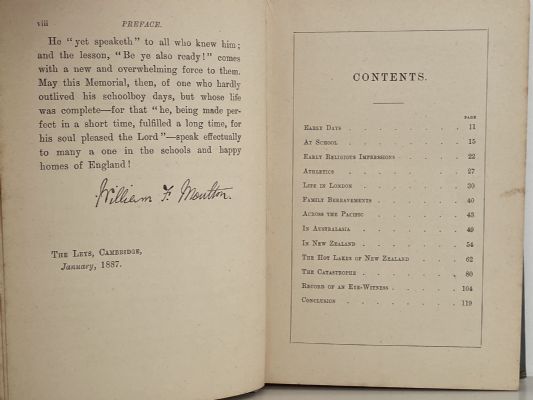 viii PREFACE.
He "yet speaketh" to all who knew him;
and the lesson, "Be ye also ready!" comes
with a new and overwhelming force to them.
May this Memorial, then, of one who hardly
outlived his schoolboy days, but whose life
was complete—for that "he, being made per-
fect in a short time, fulfilled a long time, for
his soul pleased the Lord"—speak effectually
to many a one in the schools and happy
homes of England!
William F. Moulton.
The Leys, Cambridge,
January, 1887.
CONTENTS.
PAGE
Early Days . . . . . . . 11
At School . . . . . . . 15
Early Religious Impressions . . . . 22
Athletics . . . . . . . 27
Life in London . . . . . . 30
Family Bereavements . . . . . 40
Across the Pacific . . . . . 43
In Australasia . . . . . . 49
In New Zealand . . . . . . 54
The Hot Lakes of New Zealand . . . 62
The Catastrophe . . . . . . 80
Record of an Eye-Witness . . . . 104
Conclusion . . . . . . . 119